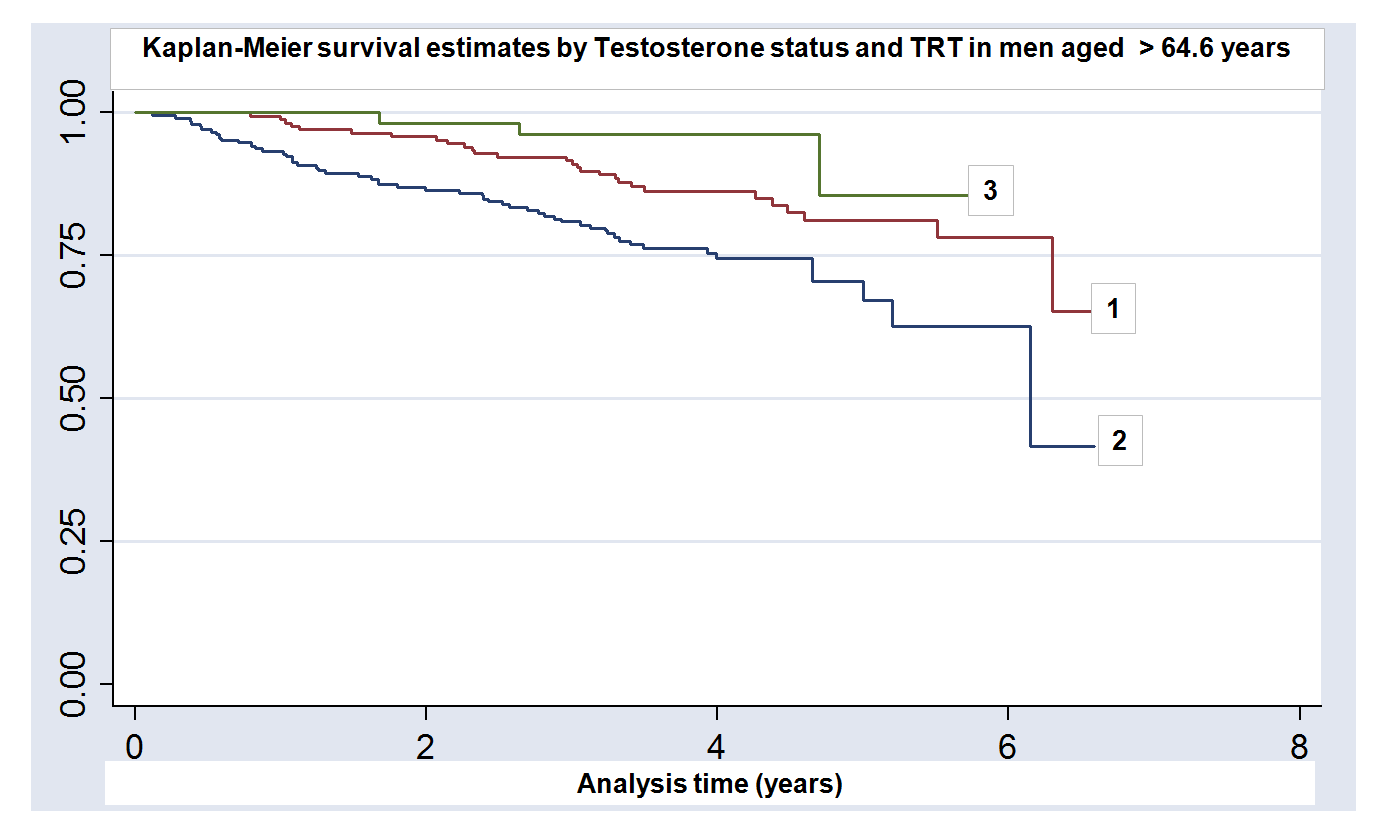 Kaplan-Meier survival estimates by Testosterone status and TRT in men aged > 64.6 years
1.00
0.75
0.50
0.25
0.00
3
1
2
0 2 4 6 8
Analysis time (years)